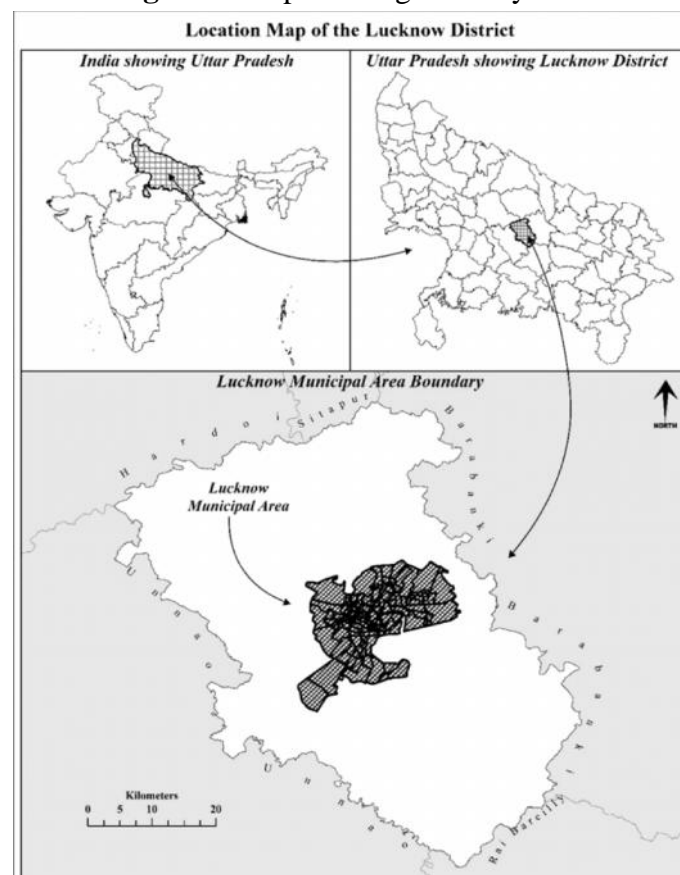 Location Map of the Lucknow District
India showing Uttar Pradesh
Uttar Pradesh showing Lucknow District
Lucknow Municipal Area Boundary
NORTH
Hardoi
Sitapur
Barabanki
Lucknow
Municipal Area
Unnao
Barabanki
Unnao
Rai Bareilly
Kilometers
0 5 10 20